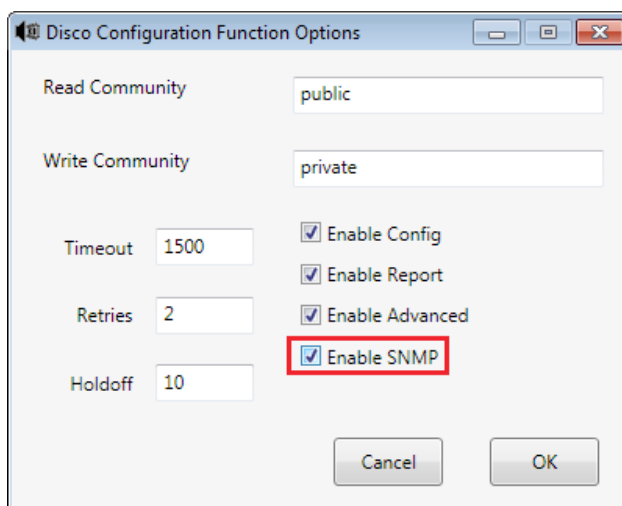 Disco Configuration Function Options
Read Community
public
Write Community
private
Timeout
1500
Enable Config
Enable Report
Retries
2
Enable Advanced
Enable SNMP
Holdoff
10
Cancel
OK